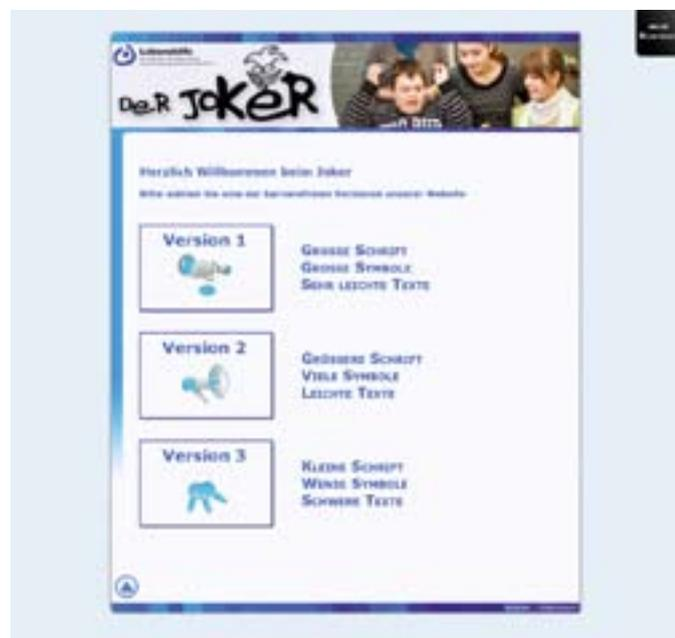 Lebenshilfe
DeR JoKeR
Herzlich Willkommen beim Joker
Bitte wählen Sie eine der barrierefreien Versionen unserer Website
Version 1
GROSSE SCHRIFT
GROSSE SYMBOLE
SEHR LEICHTE TEXTE
Version 2
GRÖSSERE SCHRIFT
VIELE SYMBOLE
LEICHTE TEXTE
Version 3
KLEINE SCHRIFT
WENIG SYMBOLE
SCHWERE TEXTE